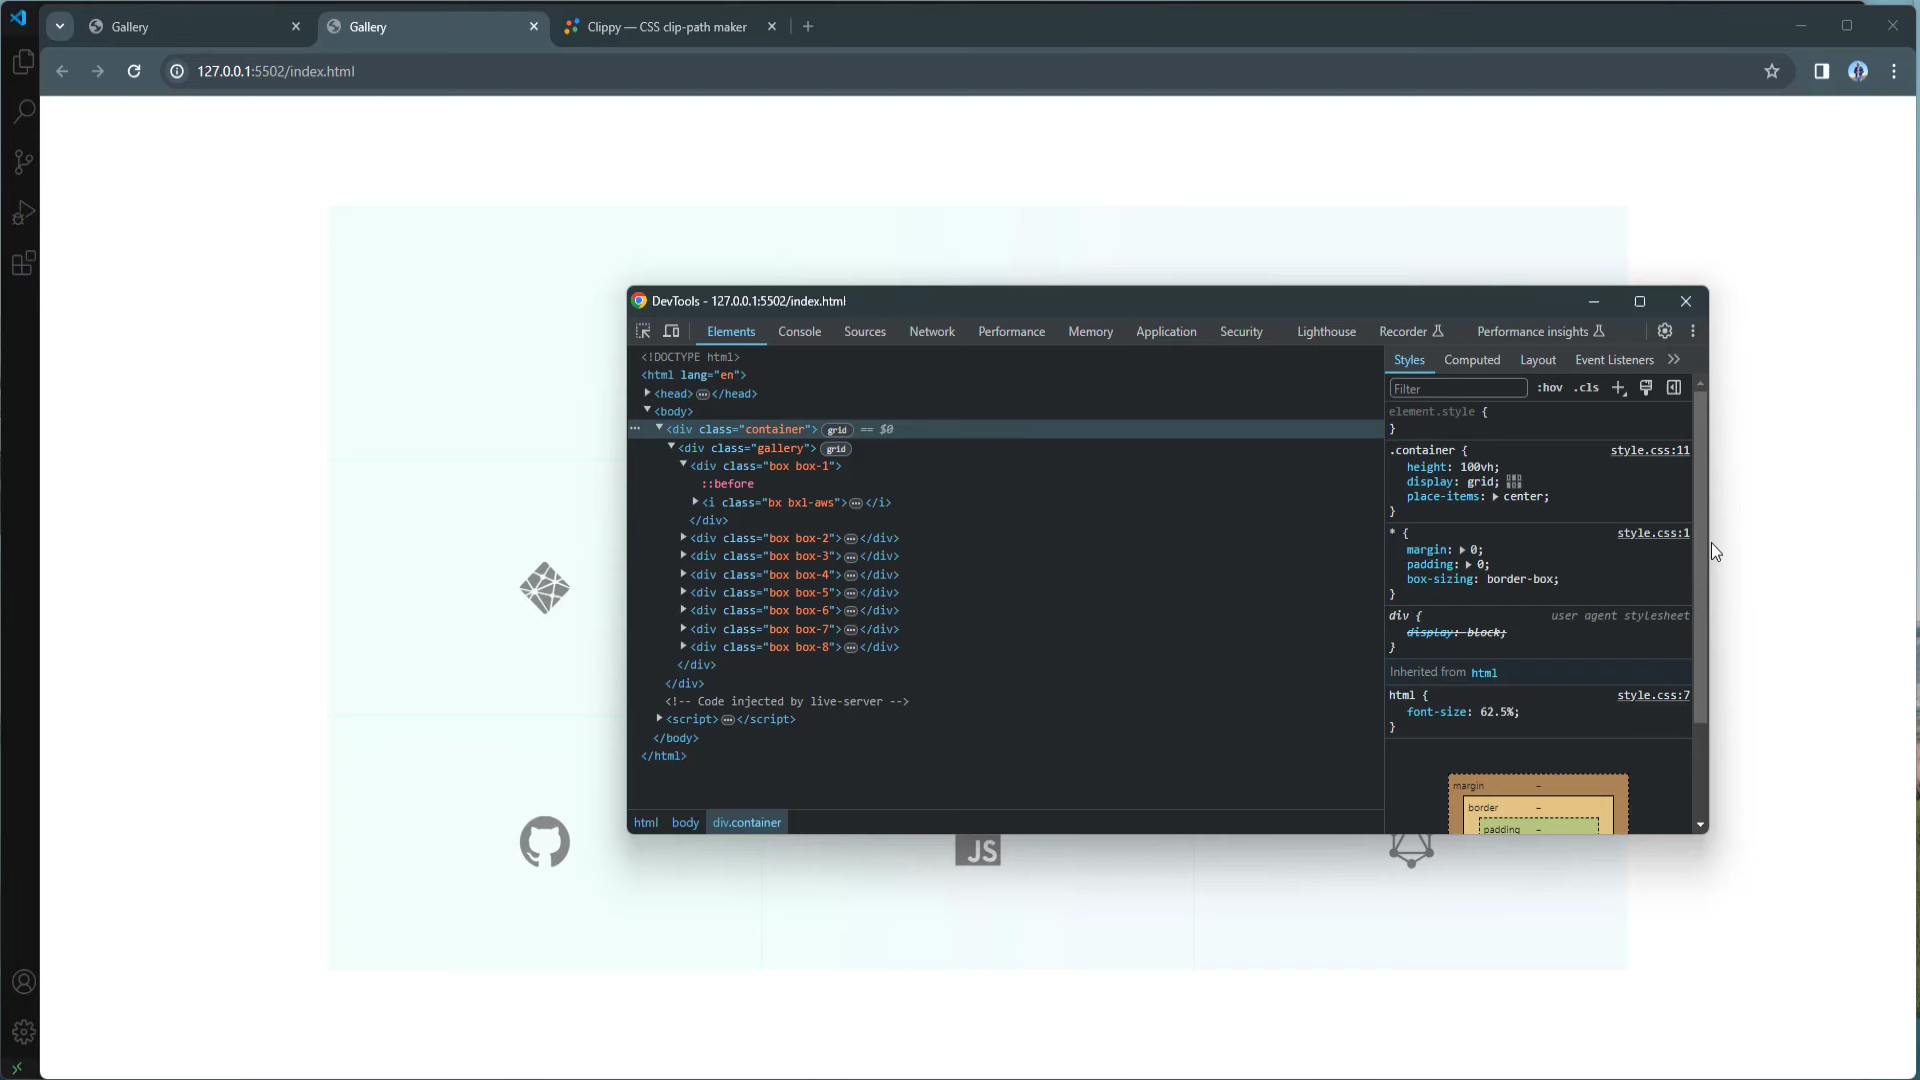 Gallery
Gallery
Clippy — CSS clip-path maker
127.0.0.1:5502/index.html
DevTools - 127.0.0.1:5502/index.html
Elements Console Sources Network Performance Memory Application Security Lighthouse Recorder Performance insights
<!DOCTYPE html>
<html lang="en">
<head></head>
<body>
<div class="container"> grid == $0
<div class="gallery"> grid
<div class="box box-1">
::before
<i class="bx bxl-aws"></i>
</div>
<div class="box box-2"></div>
<div class="box box-3"></div>
<div class="box box-4"></div>
<div class="box box-5"></div>
<div class="box box-6"></div>
<div class="box box-7"></div>
<div class="box box-8"></div>
</div>
</div>
<!-- Code injected by live-server -->
<script></script>
</body>
</html>
html body div.container
Styles Computed Layout Event Listeners
Filter :hov .cls
element.style {
}
.container { style.css:11
height: 100vh;
display: grid;
place-items: center;
}
* { style.css:1
margin: 0;
padding: 0;
box-sizing: border-box;
}
div { user agent stylesheet
display: block;
}
Inherited from html
html { style.css:7
font-size: 62.5%;
}
margin -
border -
padding -
JS